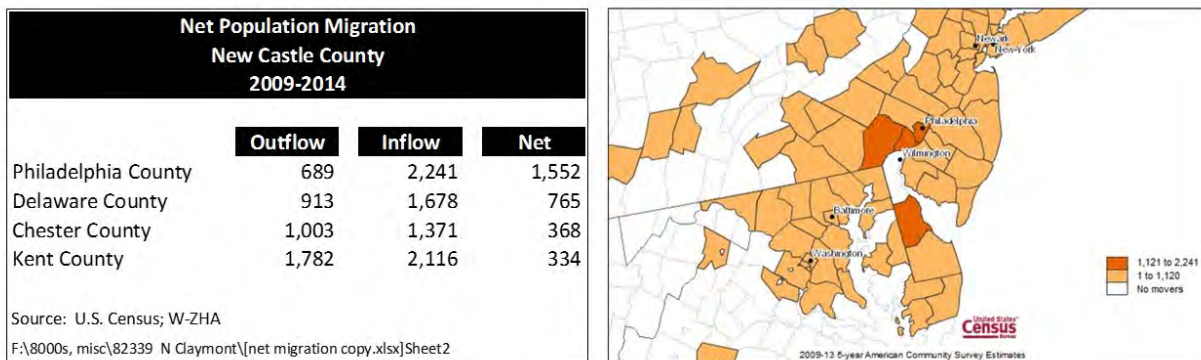 Net Population Migration
New Castle County
2009-2014
Outflow Inflow Net
Philadelphia County 689 2,241 1,552
Delaware County 913 1,678 765
Chester County 1,003 1,371 368
Kent County 1,782 2,116 334
Source: U.S. Census; W-ZHA
F:\8000s, misc\82339 N Claymont\[net migration copy.xlsx]Sheet2
Newark
New York
Philadelphia
Wilmington
Baltimore
Washington
1,121 to 2,241
1 to 1,120
No movers
United States®
Census
Bureau
2009-13 5-year American Community Survey Estimates